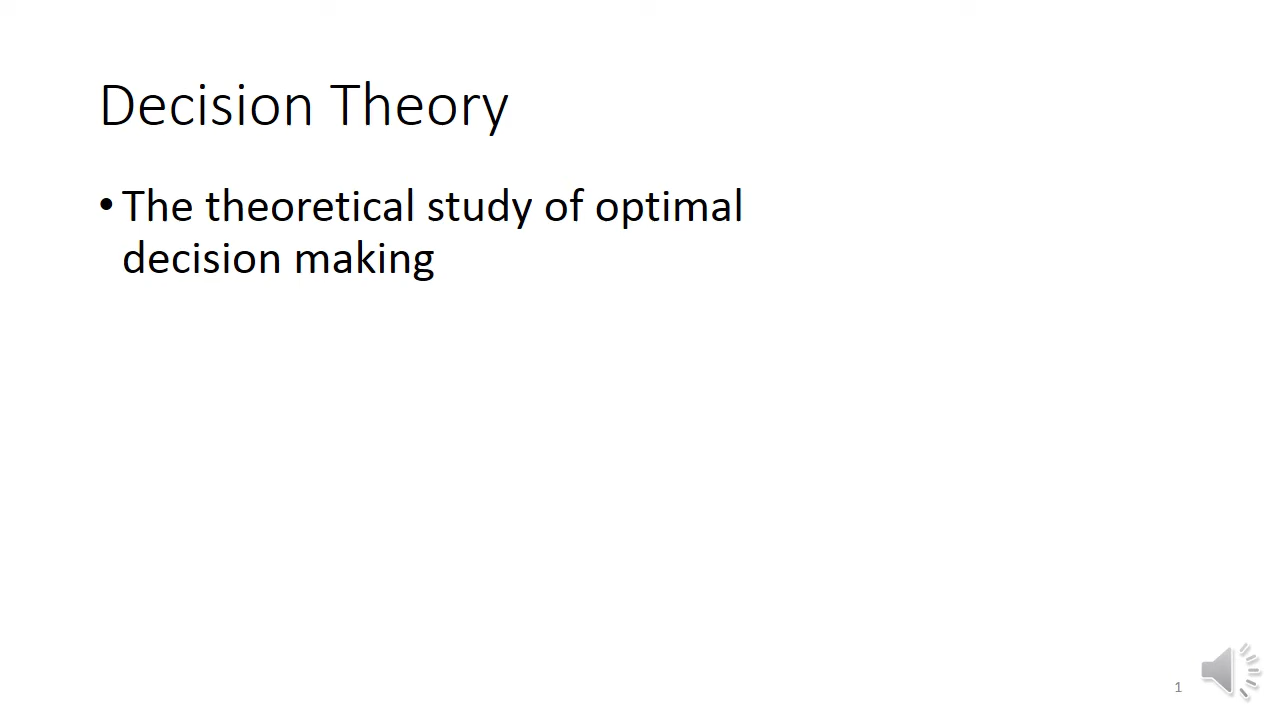 Decision Theory
• The theoretical study of optimal
decision making
1